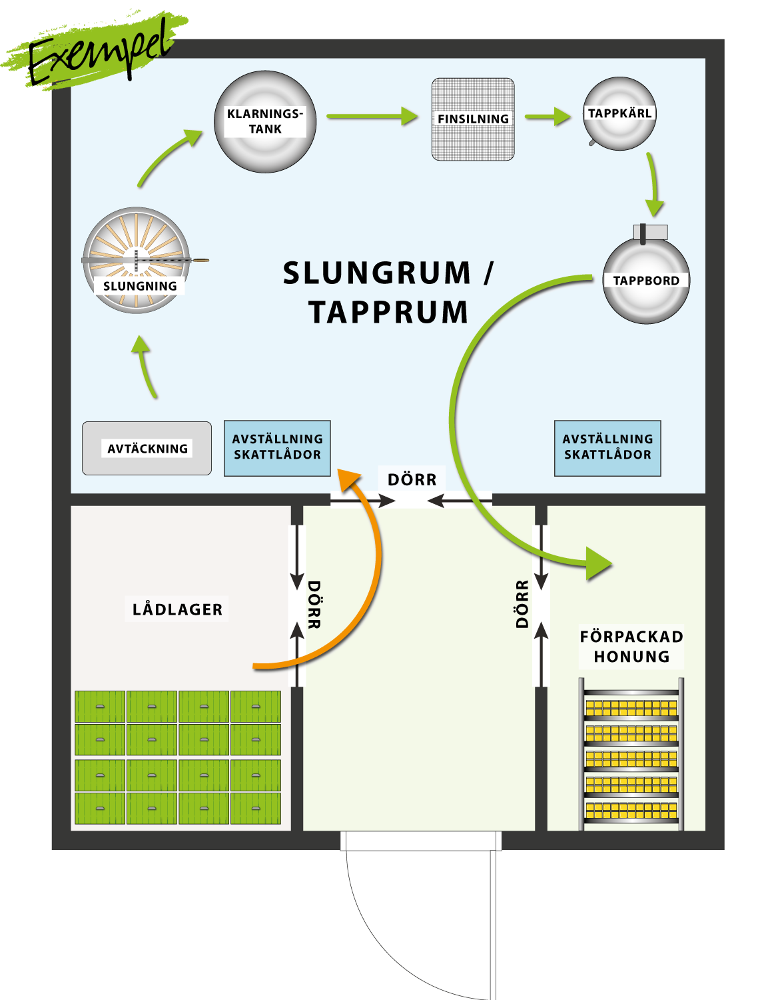 Exempel
KLARNINGS-
TANK
FINSILNING
TAPPKÄRL
SLUNGNING
SLUNGRUM /
TAPPRUM
TAPPBORD
AVTÄCKNING
AVSTÄLLNING
SKATTLÅDOR
AVSTÄLLNING
SKATTLÅDOR
DÖRR
LÅDLAGER
DÖRR
DÖRR
FÖRPACKAD
HONUNG